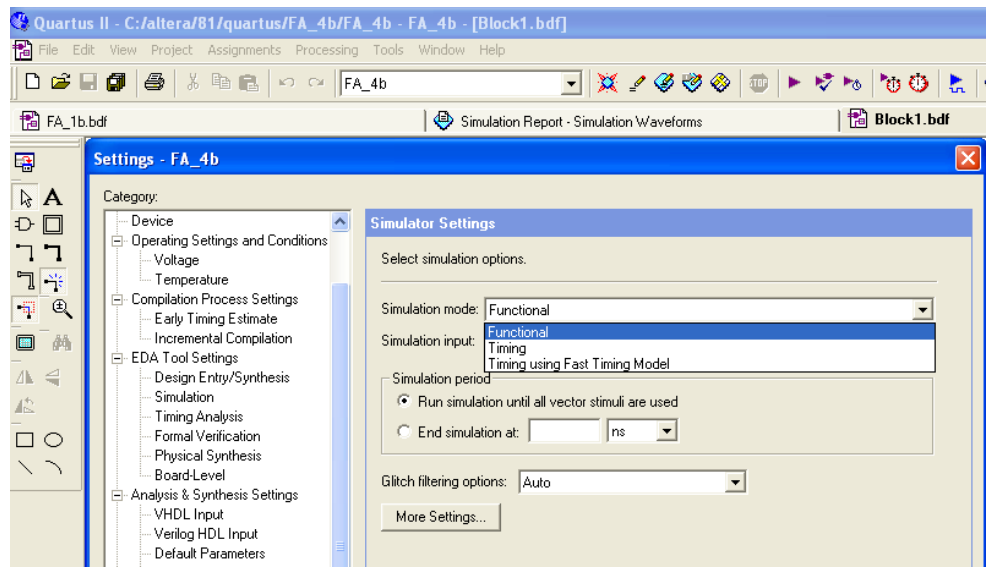 Quartus II - C:/altera/81/quartus/FA_4b/FA_4b - FA_4b - [Block1.bdf]
File Edit View Project Assignments Processing Tools Window Help
FA_4b
STOP
FA_1b.bdf
Simulation Report - Simulation Waveforms
Block1.bdf
Settings - FA_4b
Category:
Device
Operating Settings and Conditions
Voltage
Temperature
Compilation Process Settings
Early Timing Estimate
Incremental Compilation
EDA Tool Settings
Design Entry/Synthesis
Simulation
Timing Analysis
Formal Verification
Physical Synthesis
Board-Level
Analysis & Synthesis Settings
VHDL Input
Verilog HDL Input
Default Parameters
Simulator Settings
Select simulation options.
Simulation mode: Functional
Functional
Timing
Timing using Fast Timing Model
Simulation input:
Simulation period
Run simulation until all vector stimuli are used
End simulation at: ns
Glitch filtering options: Auto
More Settings...
A